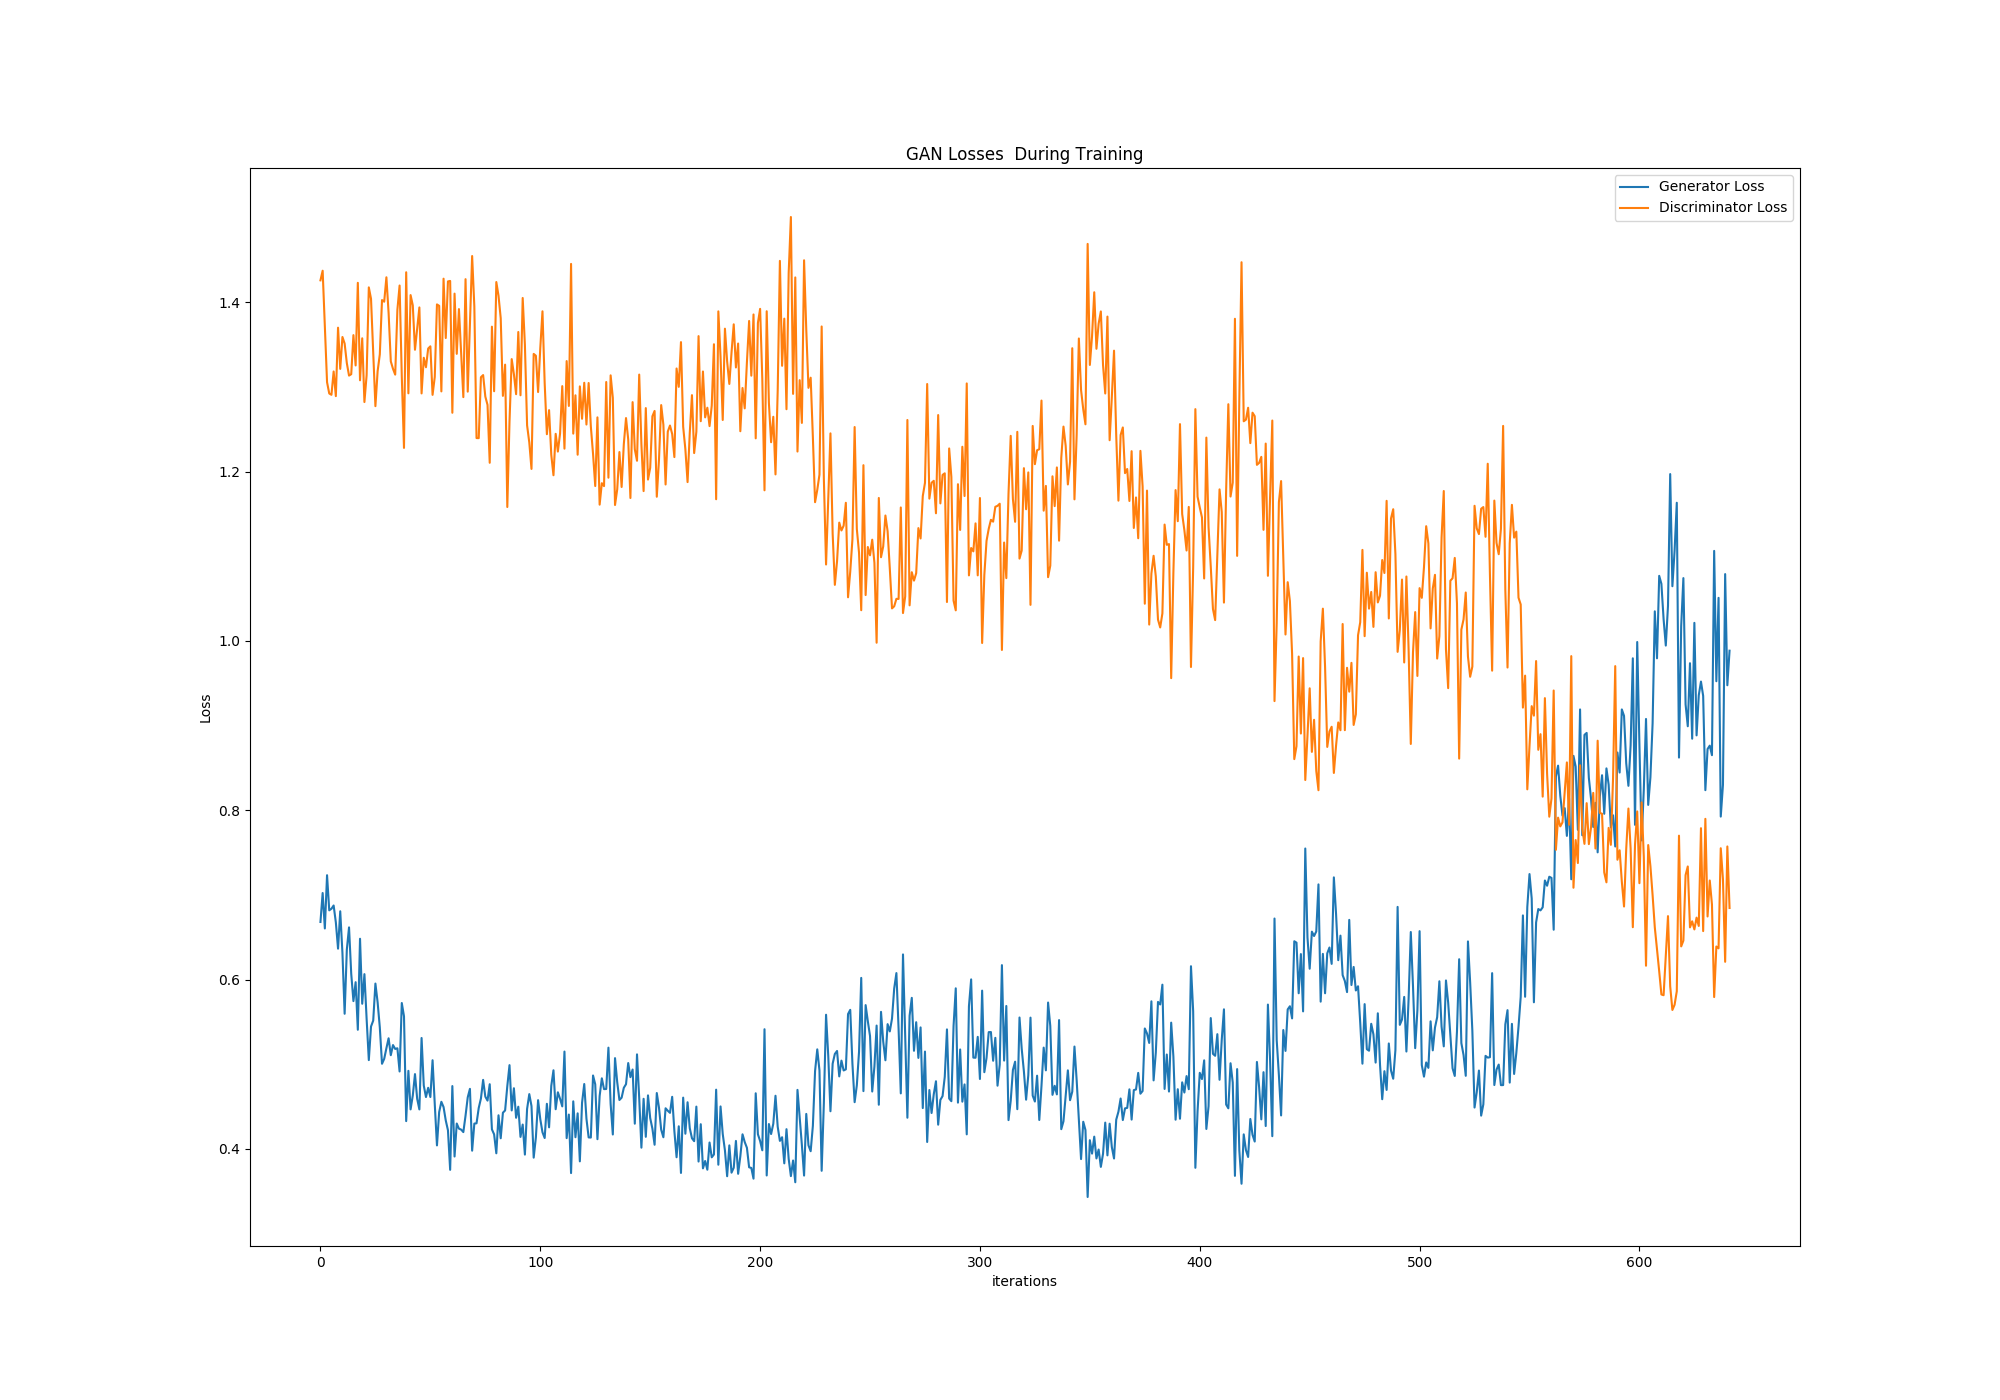 GAN Losses  During Training
Generator Loss
Discriminator Loss
1.4
1.2
1.0
0.8
0.6
0.4
Loss
0 100 200 300 400 500 600
iterations